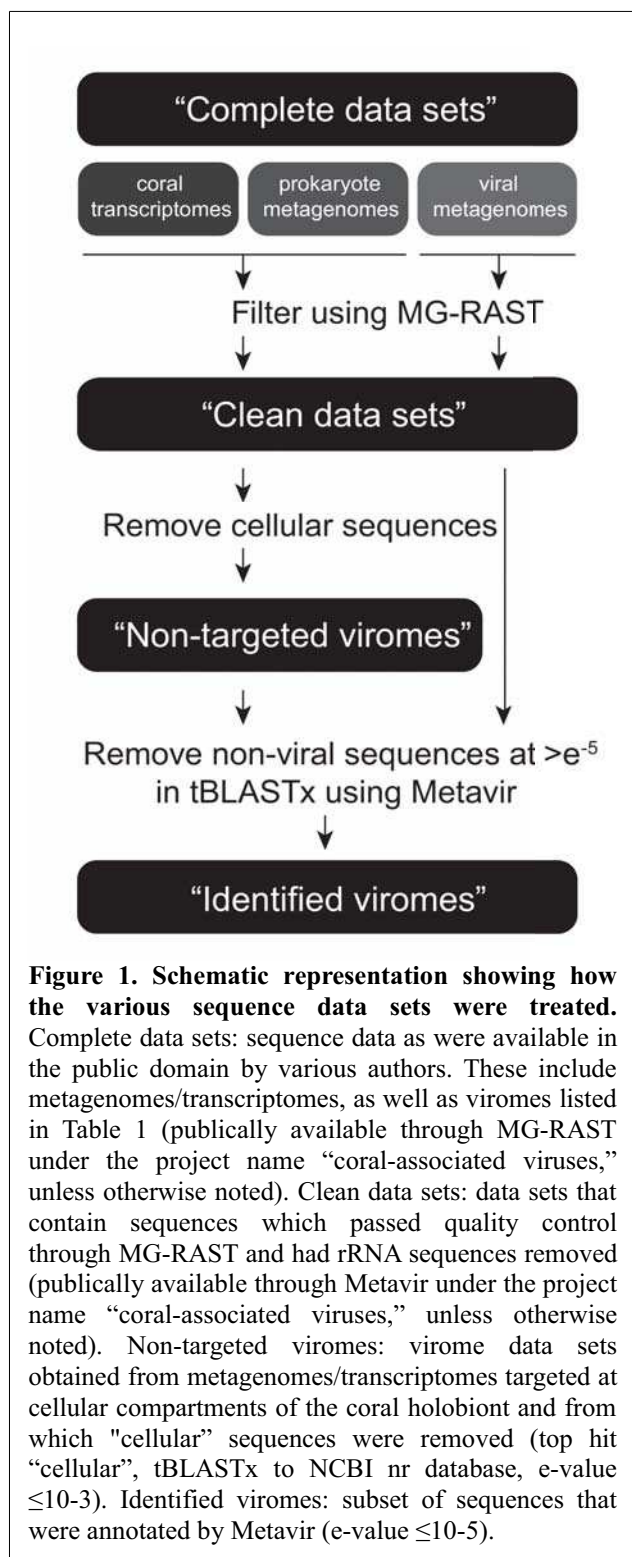 “Complete data sets”
coral
transcriptomes
prokaryote
metagenomes
viral
metagenomes
Filter using MG-RAST
“Clean data sets”
Remove cellular sequences
“Non-targeted viromes”
Remove non-viral sequences at >e-5
in tBLASTx using Metavir
“Identified viromes”
Figure 1. Schematic representation showing how
the various sequence data sets were treated.
Complete data sets: sequence data as were available in
the public domain by various authors. These include
metagenomes/transcriptomes, as well as viromes listed
in Table 1 (publically available through MG-RAST
under the project name “coral-associated viruses,”
unless otherwise noted). Clean data sets: data sets that
contain sequences which passed quality control
through MG-RAST and had rRNA sequences removed
(publically available through Metavir under the project
name “coral-associated viruses,” unless otherwise
noted). Non-targeted viromes: virome data sets
obtained from metagenomes/transcriptomes targeted at
cellular compartments of the coral holobiont and from
which "cellular” sequences were removed (top hit
“cellular”, tBLASTx to NCBI nr database, e-value
≤10-3). Identified viromes: subset of sequences that
were annotated by Metavir (e-value ≤10-5).